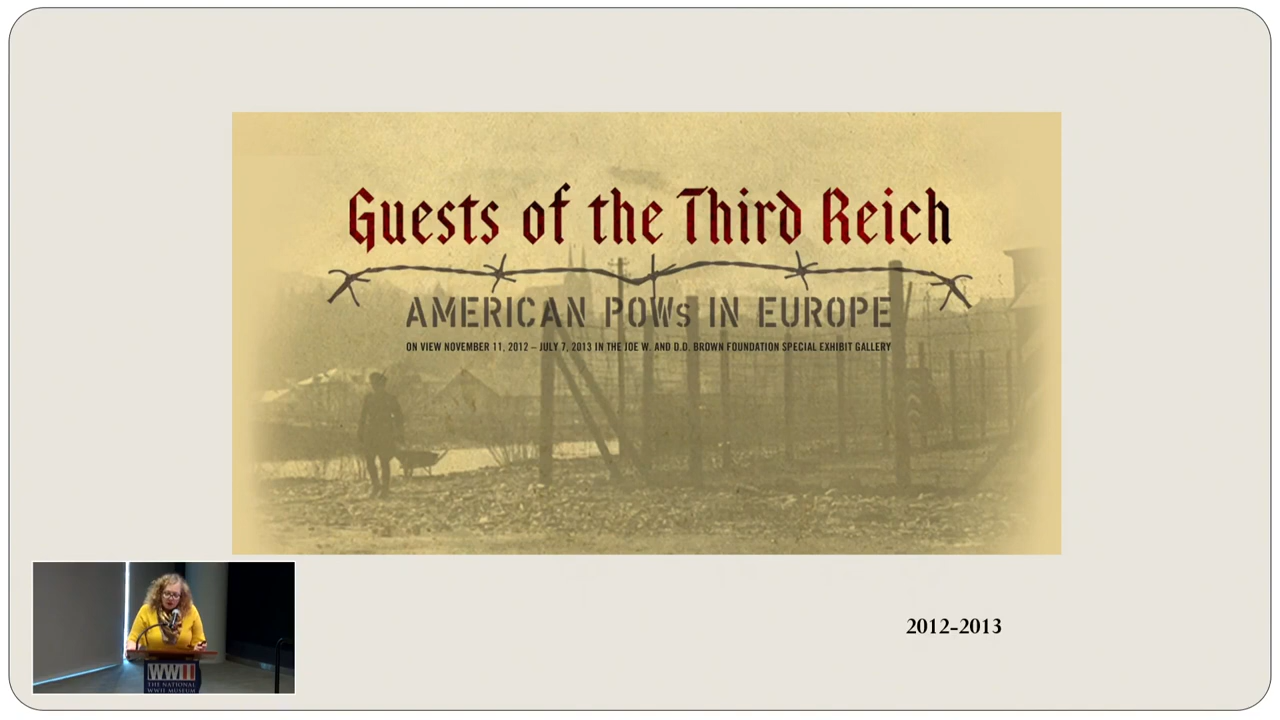 Guests of the Third Reich
AMERICAN POWs IN EUROPE
ON VIEW NOVEMBER 11, 2012 – JULY 7, 2013 IN THE JOE W. AND D.D. BROWN FOUNDATION SPECIAL EXHIBIT GALLERY
2012-2013
WWII
THE NATIONAL
WWII MUSEUM